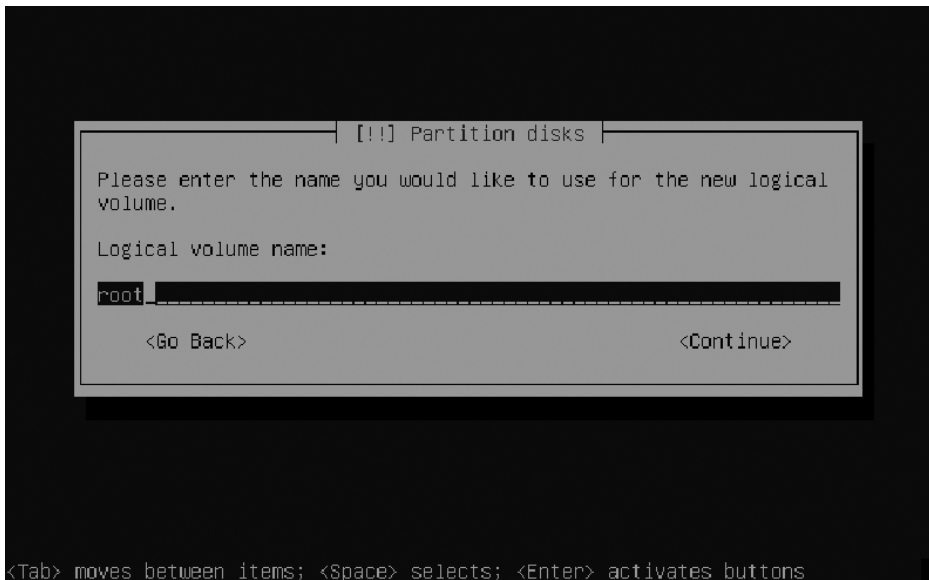 [!!] Partition disks
Please enter the name you would like to use for the new logical
volume.
Logical volume name:
root
<Go Back> <Continue>
<Tab> moves between items; <Space> selects; <Enter> activates buttons